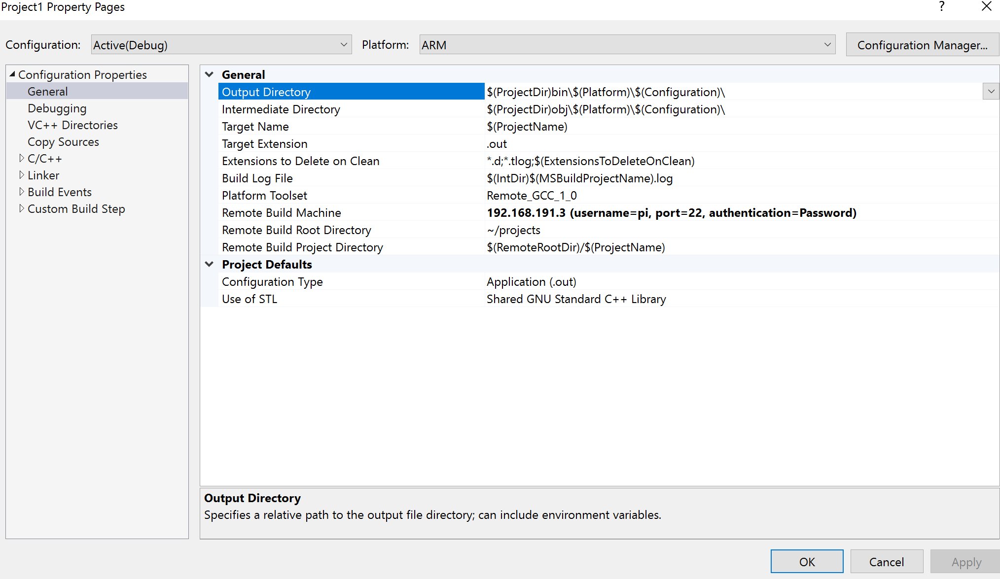 Project1 Property Pages
?
Configuration: Active(Debug) Platform: ARM Configuration Manager...
Configuration Properties
General
Debugging
VC++ Directories
Copy Sources
C/C++
Linker
Build Events
Custom Build Step
General
Output Directory $(ProjectDir)bin\$(Platform)\$(Configuration)\
Intermediate Directory $(ProjectDir)obj\$(Platform)\$(Configuration)\
Target Name $(ProjectName)
Target Extension .out
Extensions to Delete on Clean *.d;*.tlog;$(ExtensionsToDeleteOnClean)
Build Log File $(IntDir)$(MSBuildProjectName).log
Platform Toolset Remote_GCC_1_0
Remote Build Machine 192.168.191.3 (username=pi, port=22, authentication=Password)
Remote Build Root Directory ~/projects
Remote Build Project Directory $(RemoteRootDir)/$(ProjectName)
Project Defaults
Configuration Type Application (.out)
Use of STL Shared GNU Standard C++ Library
Output Directory
Specifies a relative path to the output file directory; can include environment variables.
OK Cancel Apply